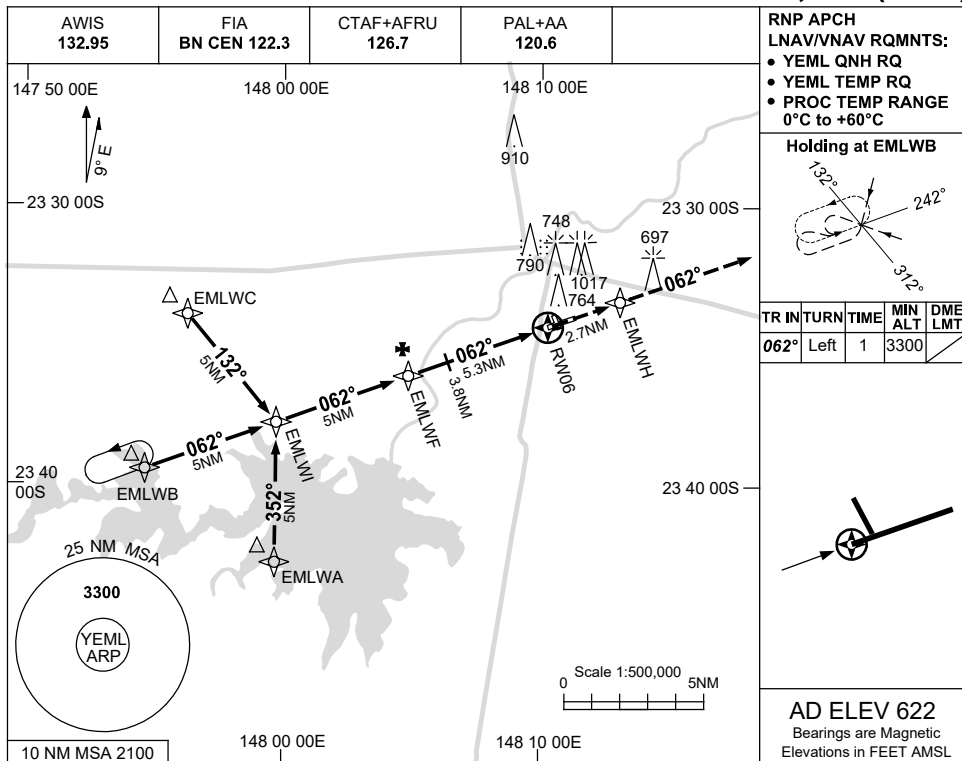 AWIS
132.95
FIA
BN CEN 122.3
CTAF+AFRU
126.7
PAL+AA
120.6
RNP APCH
LNAV/VNAV RQMNTS:
• YEML QNH RQ
• YEML TEMP RQ
• PROC TEMP RANGE
0°C to +60°C
147 50 00E
148 00 00E
148 10 00E
9° E
910
23 30 00S
23 30 00S
Holding at EMLWB
132°
242°
312°
748
790
1017
764
697
062°
EMLWC
132°
5NM
EMLWH
2.7NM
RW06
062°
5.3NM
3.8NM
EMLWF
062°
5NM
EMLWI
062°
5NM
EMLWB
352°
5NM
EMLWA
TR IN
TURN
TIME
MIN ALT
DME LMT
062°
Left
1
3300
23 40
00S
23 40 00S
25 NM MSA
3300
YEML
ARP
Scale 1:500,000
0
5NM
10 NM MSA 2100
148 00 00E
148 10 00E
AD ELEV 622
Bearings are Magnetic
Elevations in FEET AMSL